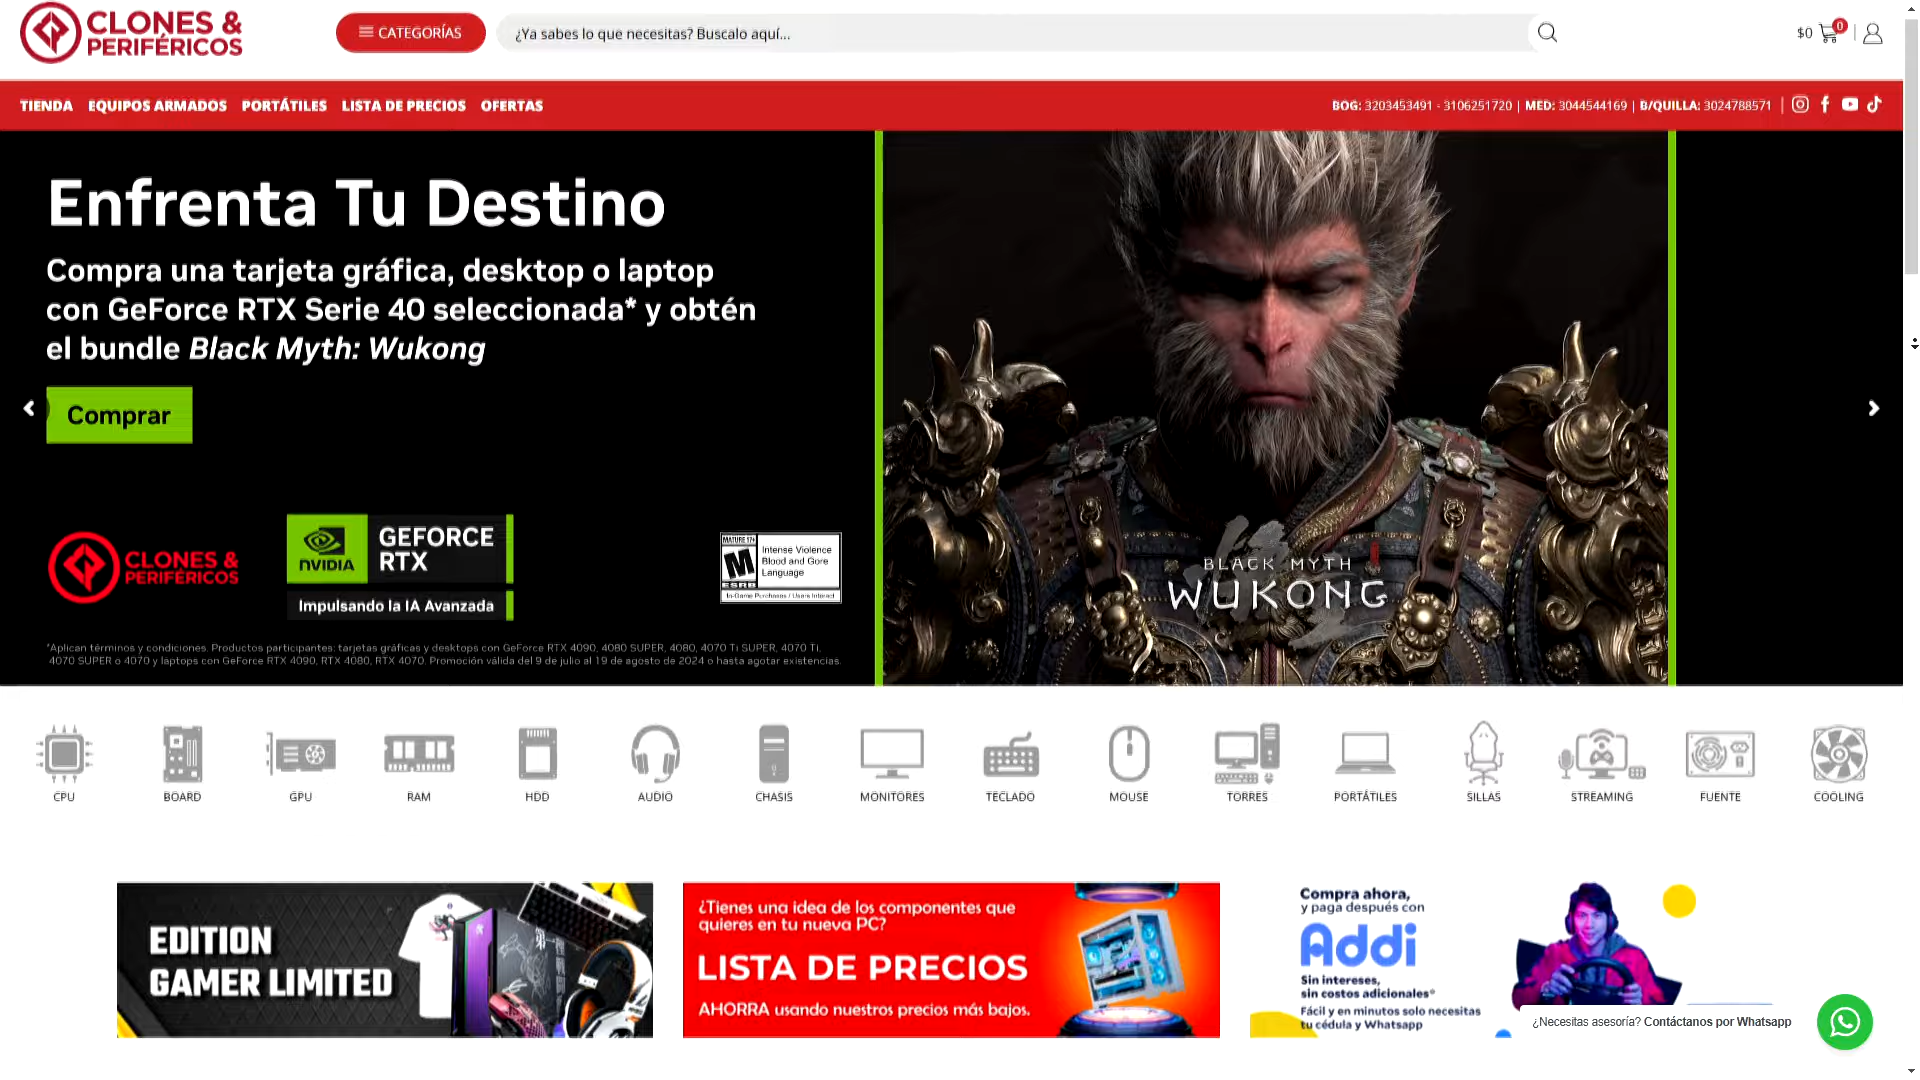 CLONES &
PERIFÉRICOS
CATEGORÍAS
¿Ya sabes lo que necesitas? Buscalo aquí...
$0
0
TIENDA EQUIPOS ARMADOS PORTÁTILES LISTA DE PRECIOS OFERTAS
BOG: 3203453491 - 3106251720 | MED: 3044544169 | B/QUILLA: 3024788571 |
Enfrenta Tu Destino
Compra una tarjeta gráfica, desktop o laptop
con GeForce RTX Serie 40 seleccionada* y obtén
el bundle Black Myth: Wukong
Comprar
CLONES &
PERIFÉRICOS
NVIDIA
GEFORCE
RTX
Impulsando la IA Avanzada
MATURE 17+
M
ESRB
Intense Violence
Blood and Gore
Language
In-Game Purchases / Users Interact
BLACK MYTH
WUKONG
*Aplican términos y condiciones. Productos participantes: tarjetas gráficas y desktops con GeForce RTX 4090, 4080 SUPER, 4080, 4070 Ti SUPER, 4070 Ti,
4070 SUPER o 4070 y laptops con GeForce RTX 4090, RTX 4080, RTX 4070. Promoción válida del 9 de julio al 19 de agosto de 2024 o hasta agotar existencias.
CPU BOARD GPU RAM HDD AUDIO CHASIS MONITORES TECLADO MOUSE TORRES PORTÁTILES SILLAS STREAMING FUENTE COOLING
EDITION
GAMER LIMITED
¿Tienes una idea de los componentes que
quieres en tu nueva PC?
LISTA DE PRECIOS
AHORRA usando nuestros precios más bajos.
Compra ahora,
y paga después con
Addi
Sin intereses,
sin costos adicionales*
Fácil y en minutos solo necesitas
tu cédula y Whatsapp
¿Necesitas asesoría? Contáctanos por Whatsapp